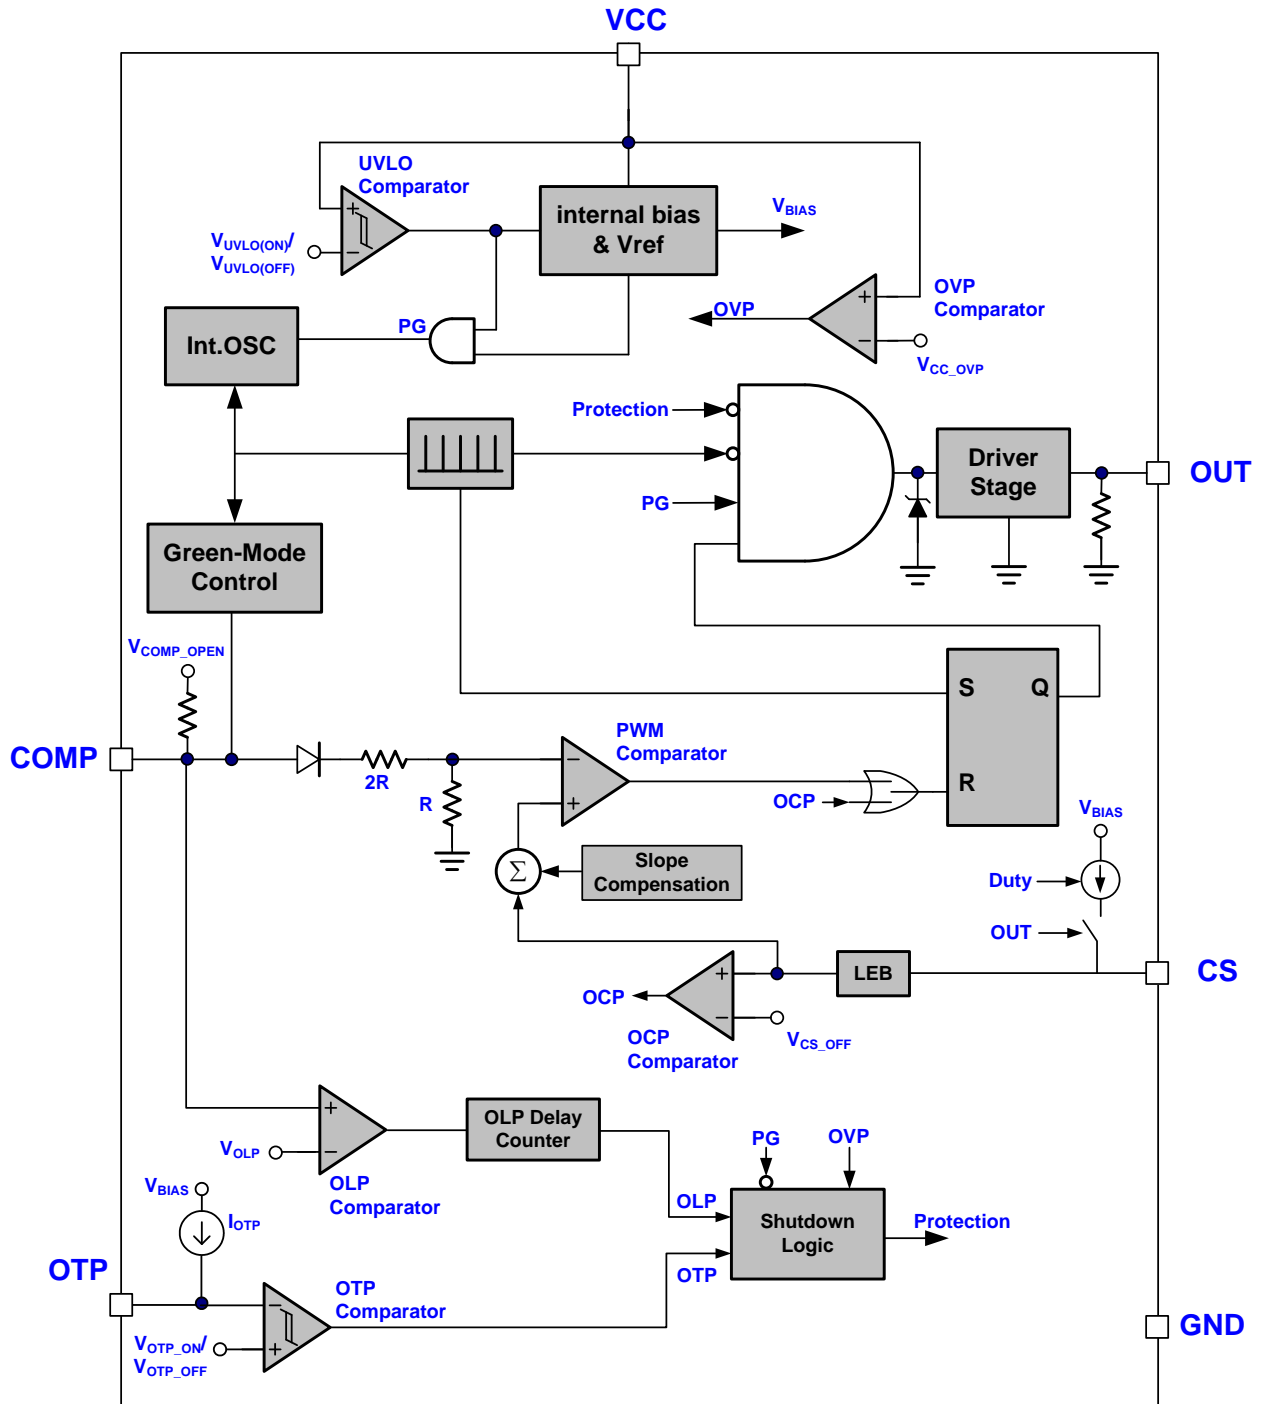 VCC
UVLO
Comparator
internal bias
& Vref
VBIAS
VUVLO(ON)/
VUVLO(OFF)
OVP
Comparator
OVP
VCC_OVP
PG
Int.OSC
Protection
PG
Driver
Stage
OUT
Green-Mode
Control
VCOMP_OPEN
S
Q
R
COMP
2R
R
PWM
Comparator
OCP
VBIAS
Duty
OUT
Σ
Slope
Compensation
LEB
CS
OCP
OCP
Comparator
VCS_OFF
OLP Delay
Counter
VOLP
OLP
Comparator
PG
OVP
OLP
OTP
Shutdown
Logic
Protection
VBIAS
IOTP
OTP
OTP
Comparator
VOTP_ON/
VOTP_OFF
GND
+
−
+
−
−
+
+
−
+
−
−
+